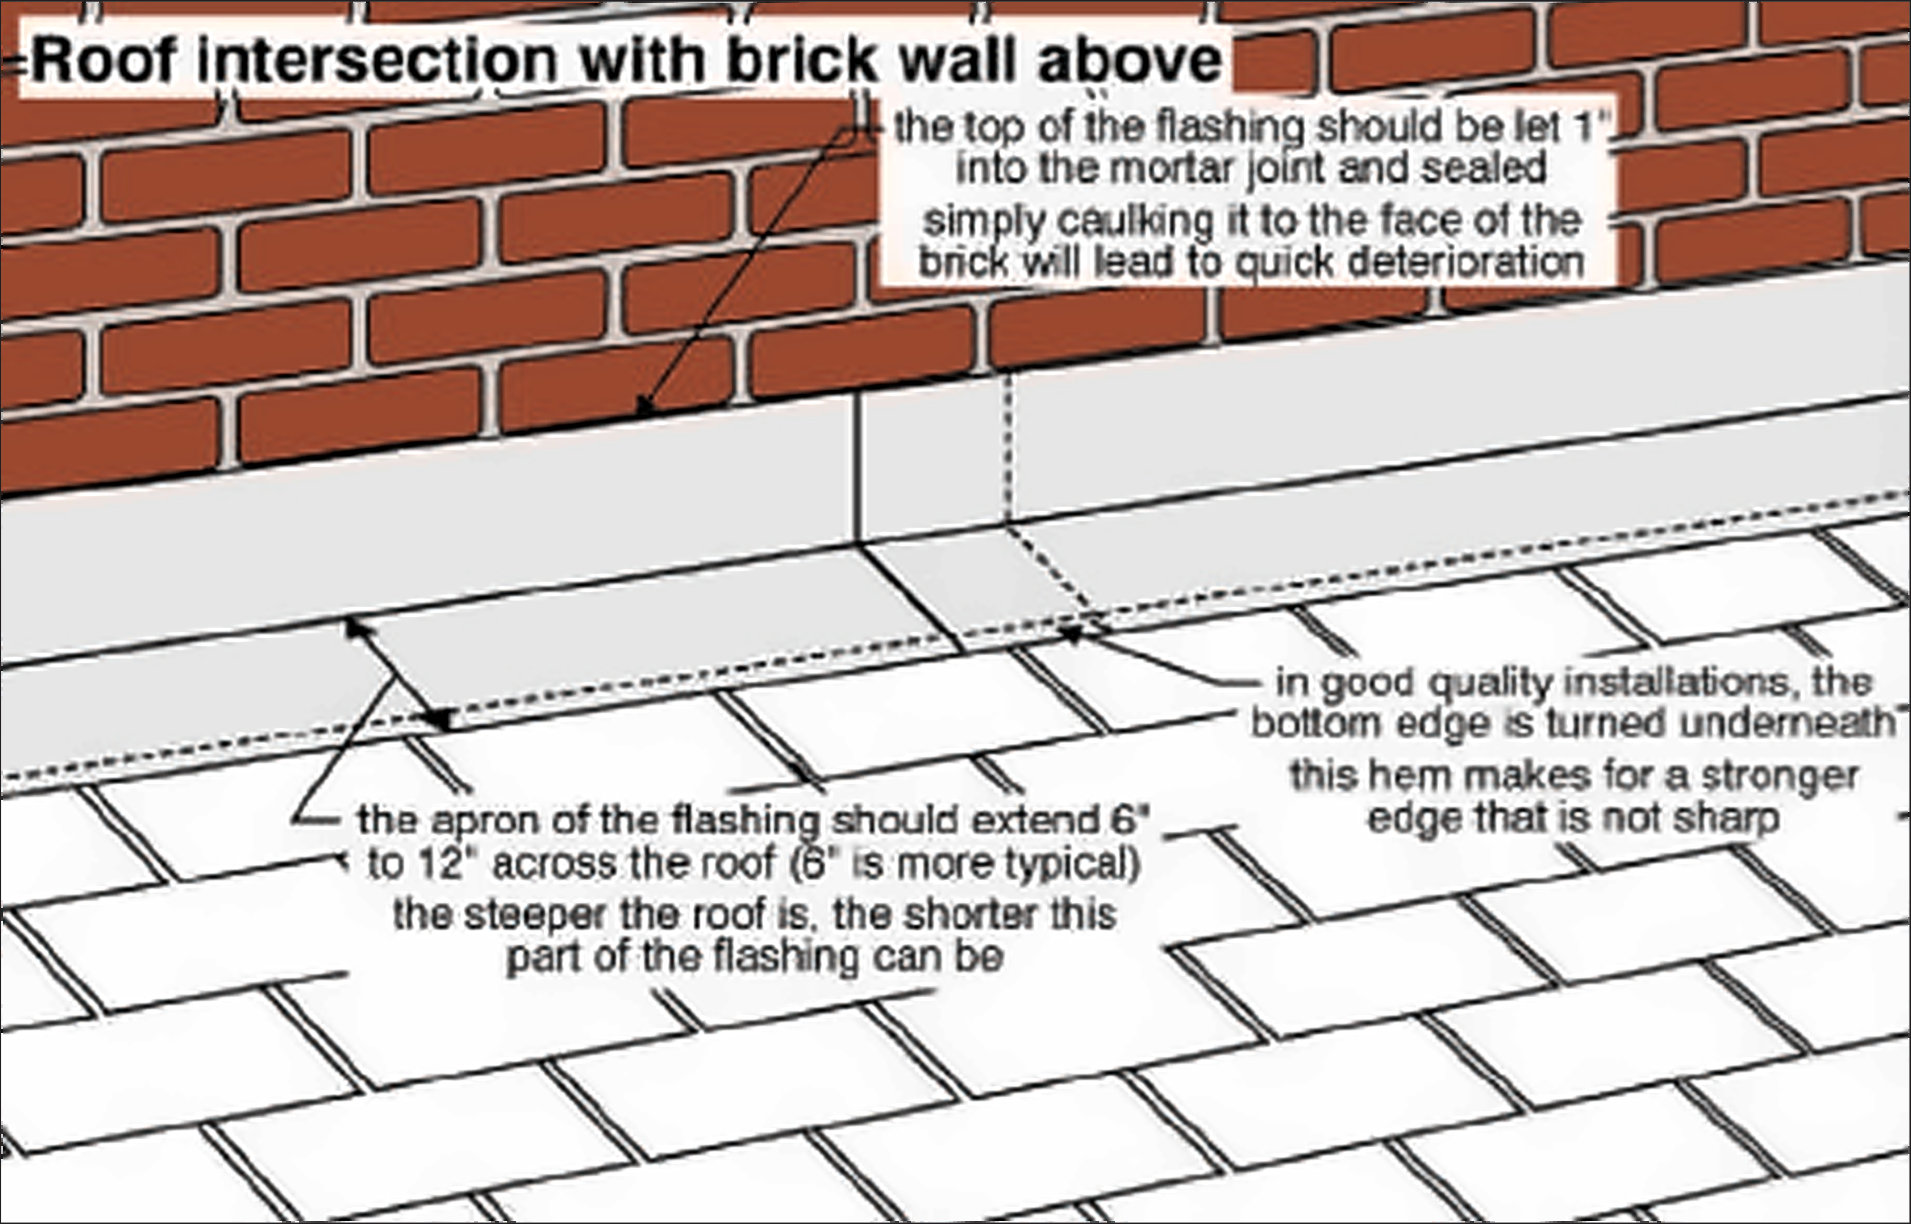 Roof intersection with brick wall above
the top of the flashing should be let 1"
into the mortar joint and sealed
simply caulking it to the face of the
brick will lead to quick deterioration
in good quality installations, the
bottom edge is turned underneath
this hem makes for a stronger
edge that is not sharp
the apron of the flashing should extend 6"
to 12" across the roof (6" is more typical)
the steeper the roof is, the shorter this
part of the flashing can be